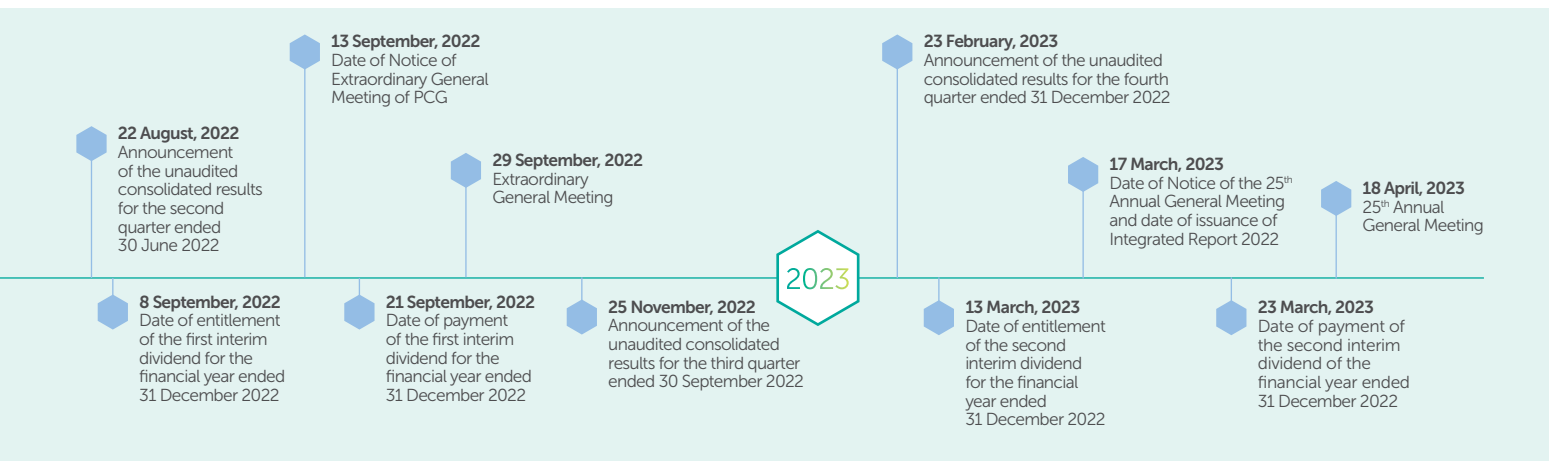 22 August, 2022
Announcement
of the unaudited
consolidated results
for the second
quarter ended
30 June 2022
8 September, 2022
Date of entitlement
of the first interim
dividend for the
financial year ended
31 December 2022
13 September, 2022
Date of Notice of
Extraordinary General
Meeting of PCG
21 September, 2022
Date of payment
of the first interim
dividend for the
financial year ended
31 December 2022
29 September, 2022
Extraordinary
General Meeting
25 November, 2022
Announcement of the
unaudited consolidated
results for the third quarter
ended 30 September 2022
2023
23 February, 2023
Announcement of the unaudited
consolidated results for the fourth
quarter ended 31 December 2022
13 March, 2023
Date of entitlement
of the second
interim dividend
for the financial
year ended
31 December 2022
17 March, 2023
Date of Notice of the 25th
Annual General Meeting
and date of issuance of
Integrated Report 2022
23 March, 2023
Date of payment of
the second interim
dividend of the
financial year ended
31 December 2022
18 April, 2023
25th Annual
General Meeting